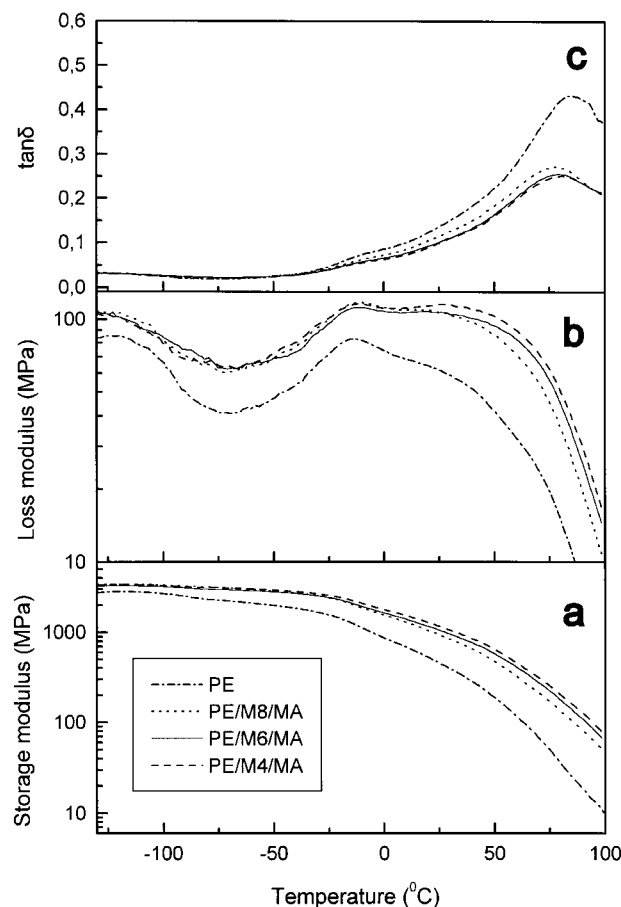 0,6
0,5
0,4
0,3
0,2
0,1
0,0
tanδ
c
100
10
Loss modulus (MPa)
b
1000
100
10
Storage modulus (MPa)
a
PE
PE/M8/MA
PE/M6/MA
PE/M4/MA
-100 -50 0 50 100
Temperature (⁰C)